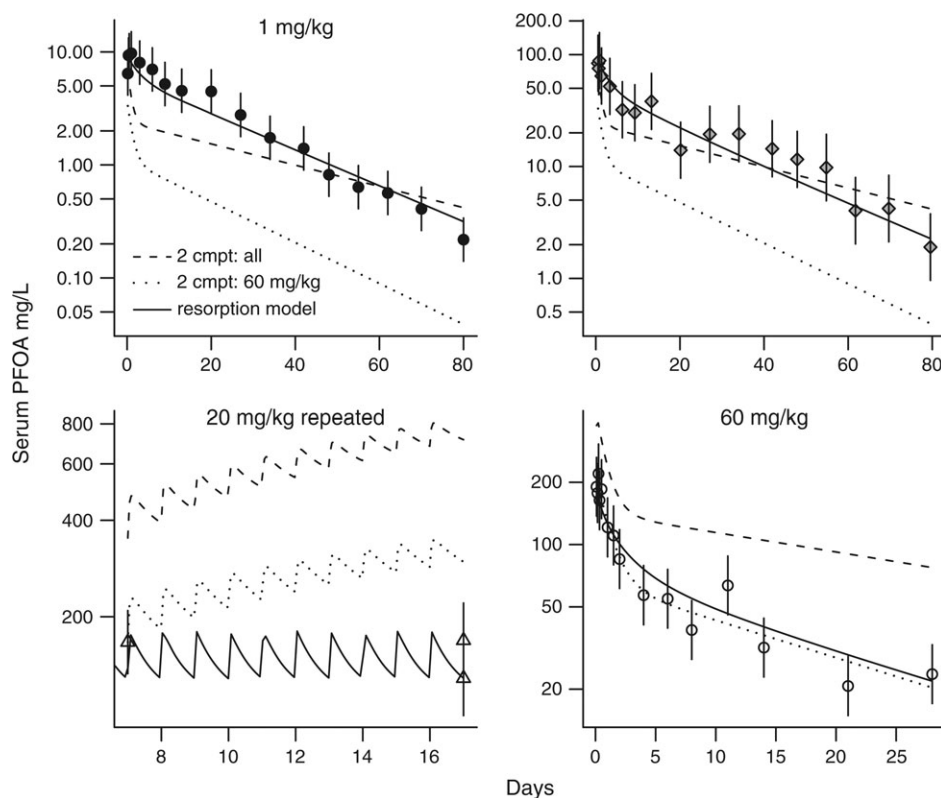 1 mg/kg
10.00
5.00
2.00
1.00
0.50
0.20
0.10
0.05
2 cmpt: all
2 cmpt: 60 mg/kg
resorption model
0 20 40 60 80
200.0
100.0
50.0
20.0
10.0
5.0
2.0
1.0
0.5
0 20 40 60 80
Serum PFOA mg/L
20 mg/kg repeated
800
600
400
200
8 10 12 14 16
60 mg/kg
200
100
50
20
0 5 10 15 20 25
Days